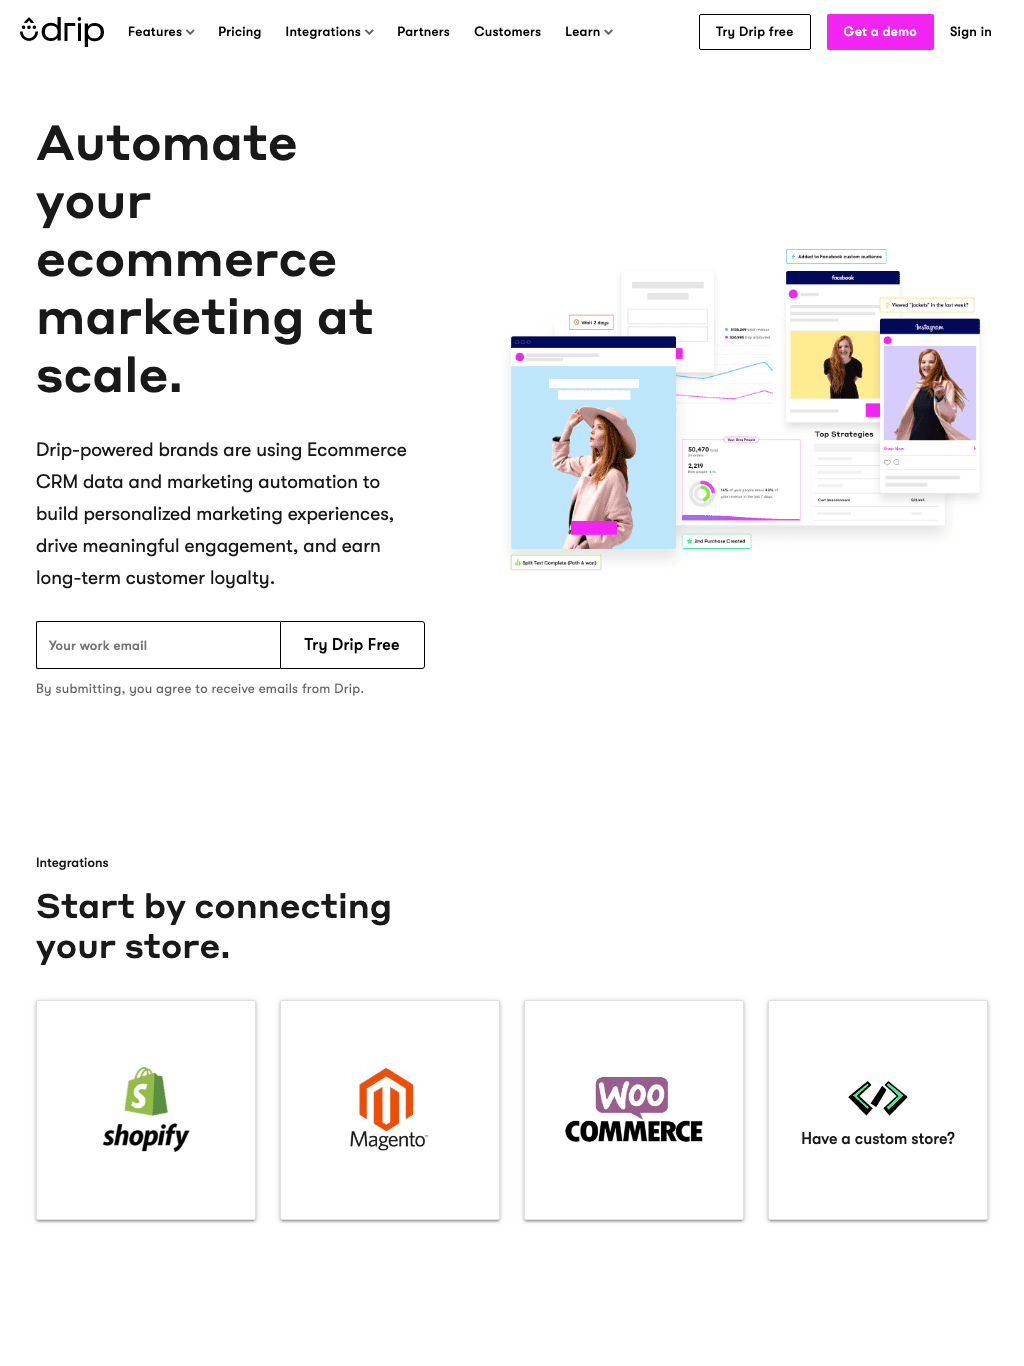 drip
Features
Pricing
Integrations
Partners
Customers
Learn
Try Drip free
Get a demo
Sign in
Automate
your
ecommerce
marketing at
scale.
Drip-powered brands are using Ecommerce
CRM data and marketing automation to
build personalized marketing experiences,
drive meaningful engagement, and earn
long-term customer loyalty.
Your work email
Try Drip Free
By submitting, you agree to receive emails from Drip.
Added to Facebook custom audience
facebook
Viewed "jackets" in the last week?
Instagram
Wait 2 days
Shop Now
Top Strategies
50,470
2,219
2nd Purchase Created
Split Test Complete (Path A won)
Integrations
Start by connecting
your store.
shopify
Magento
WOO
COMMERCE
Have a custom store?